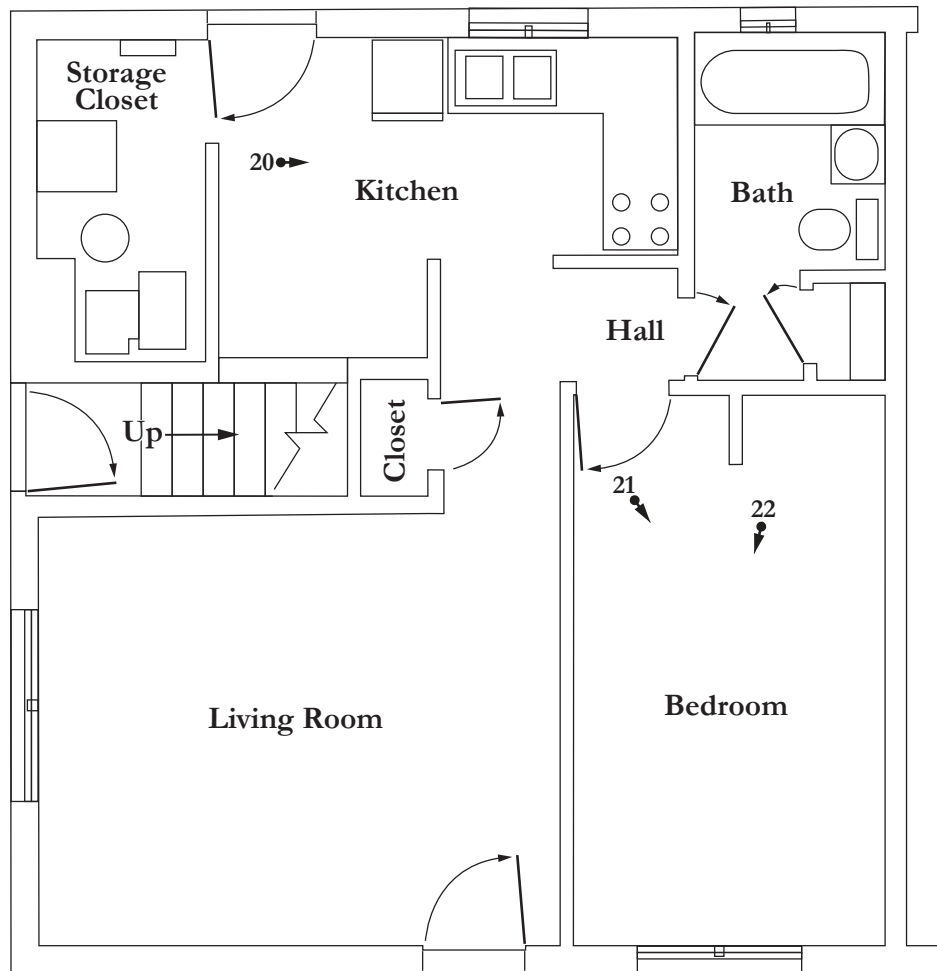 Storage
Closet
20
Kitchen
Bath
Hall
Up
Closet
21
22
Living Room
Bedroom